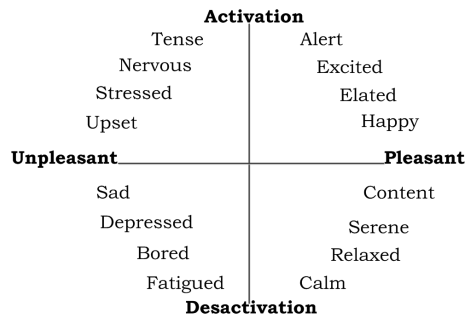 Activation
Tense Alert
Nervous Excited
Stressed Elated
Upset Happy
Unpleasant Pleasant
Sad Content
Depressed Serene
Bored Relaxed
Fatigued Calm
Desactivation